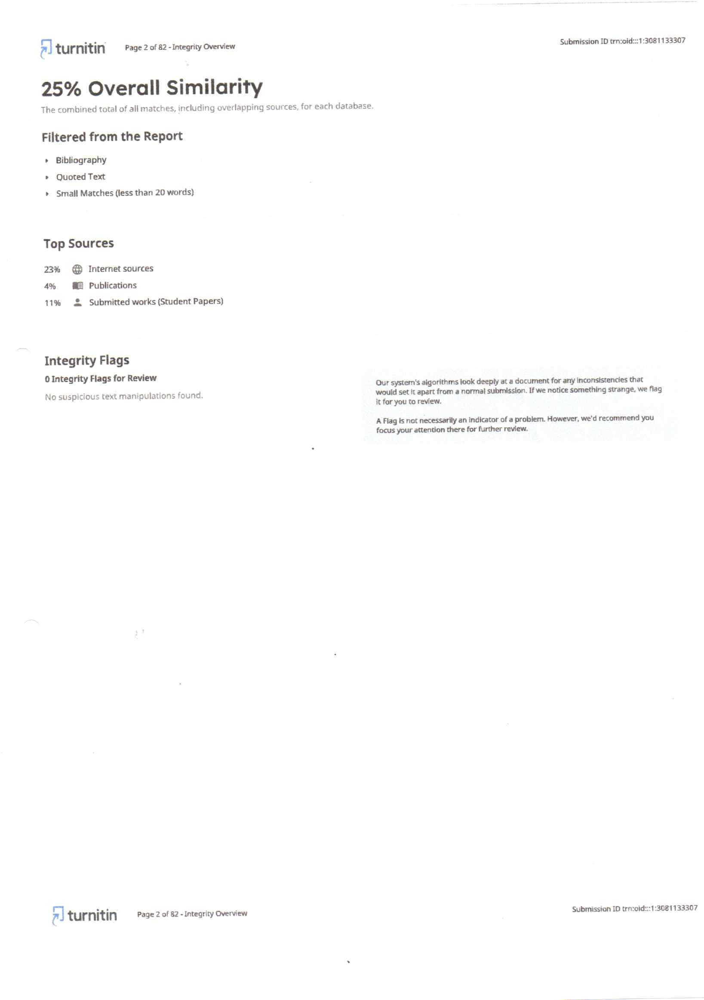 turnitin Page 2 of 82 - Integrity Overview Submission ID trn:oid:::1:3081133307
25% Overall Similarity
The combined total of all matches, including overlapping sources, for each database.
Filtered from the Report
Bibliography
Quoted Text
Small Matches (less than 20 words)
Top Sources
23% Internet sources
4% Publications
11% Submitted works (Student Papers)
Integrity Flags
0 Integrity Flags for Review
No suspicious text manipulations found.
Our system's algorithms look deeply at a document for any inconsistencies that
would set it apart from a normal submission. If we notice something strange, we flag
it for you to review.
A Flag is not necessarily an indicator of a problem. However, we'd recommend you
focus your attention there for further review.
turnitin Page 2 of 82 - Integrity Overview Submission ID trn:oid:::1:3081133307